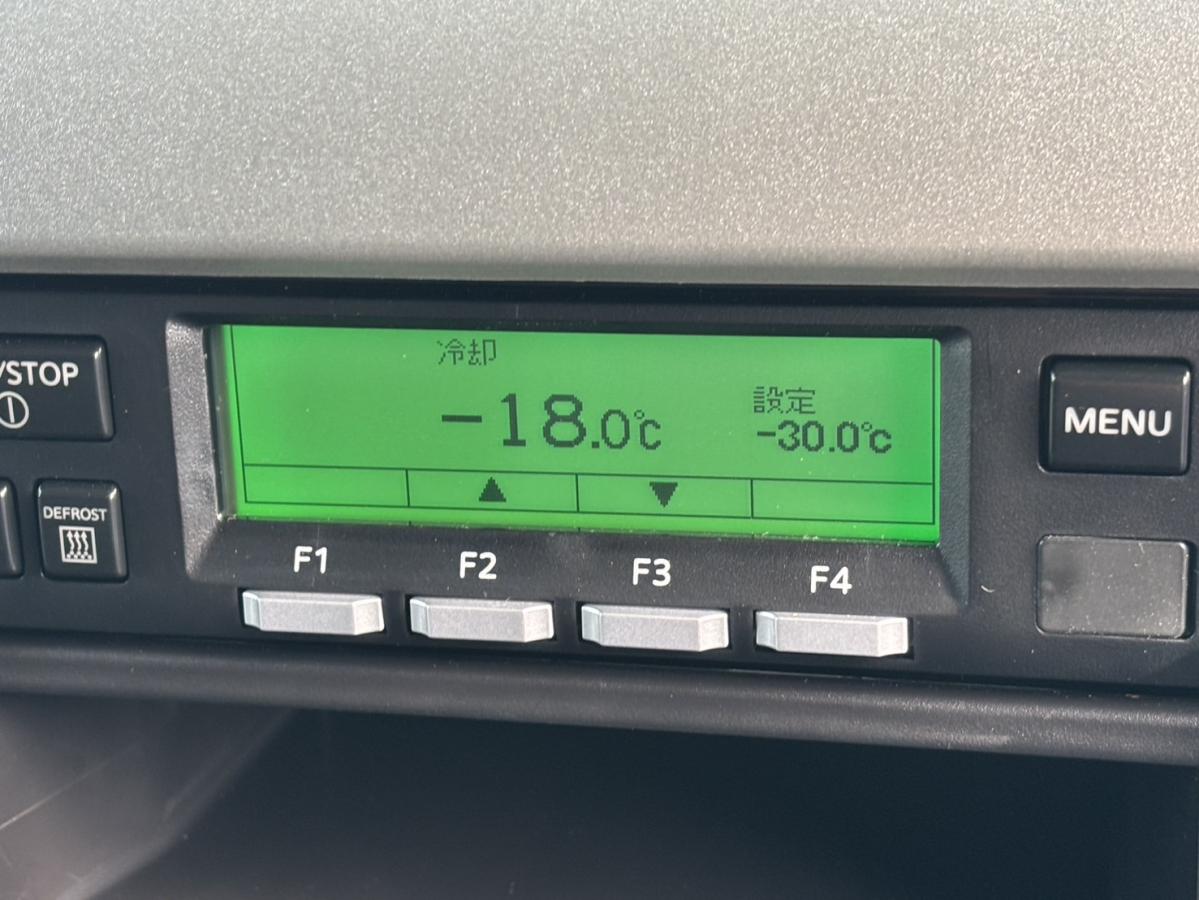 冷却
-18.0℃
設定
-30.0℃
▲ ▼
/STOP
DEFROST
F1 F2 F3 F4
MENU